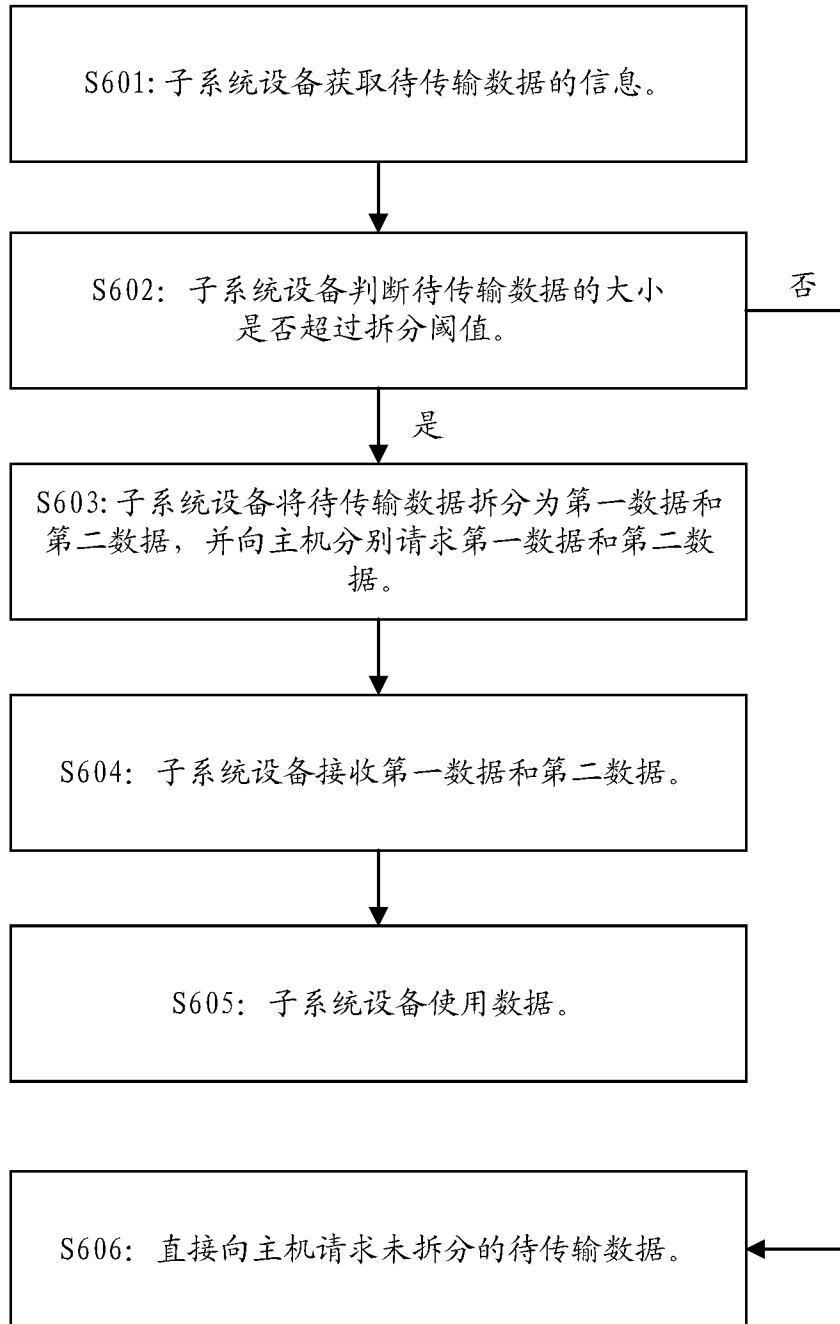 S601:子系统设备获取待传输数据的信息。
S602：子系统设备判断待传输数据的大小
是否超过拆分阈值。
否
是
S603:子系统设备将待传输数据拆分为第一数据和
第二数据，并向主机分别请求第一数据和第二数
据。
S604：子系统设备接收第一数据和第二数据。
S605：子系统设备使用数据。
S606：直接向主机请求未拆分的待传输数据。